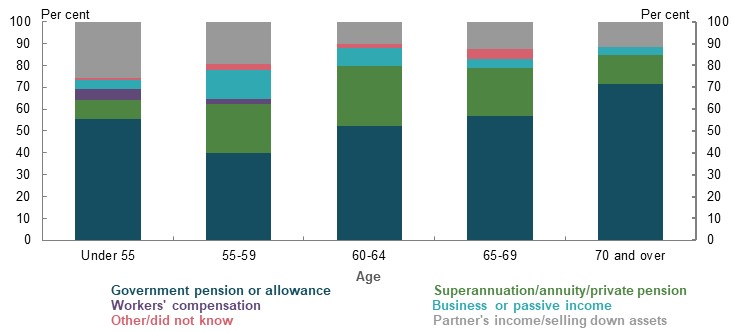 Per cent Per cent
100 100
90 90
80 80
70 70
60 60
50 50
40 40
30 30
20 20
10 10
0 0
Under 55 55-59 60-64 65-69 70 and over
Age
Government pension or allowance Superannuation/annuity/private pension
Workers' compensation Business or passive income
Other/did not know Partner's income/selling down assets